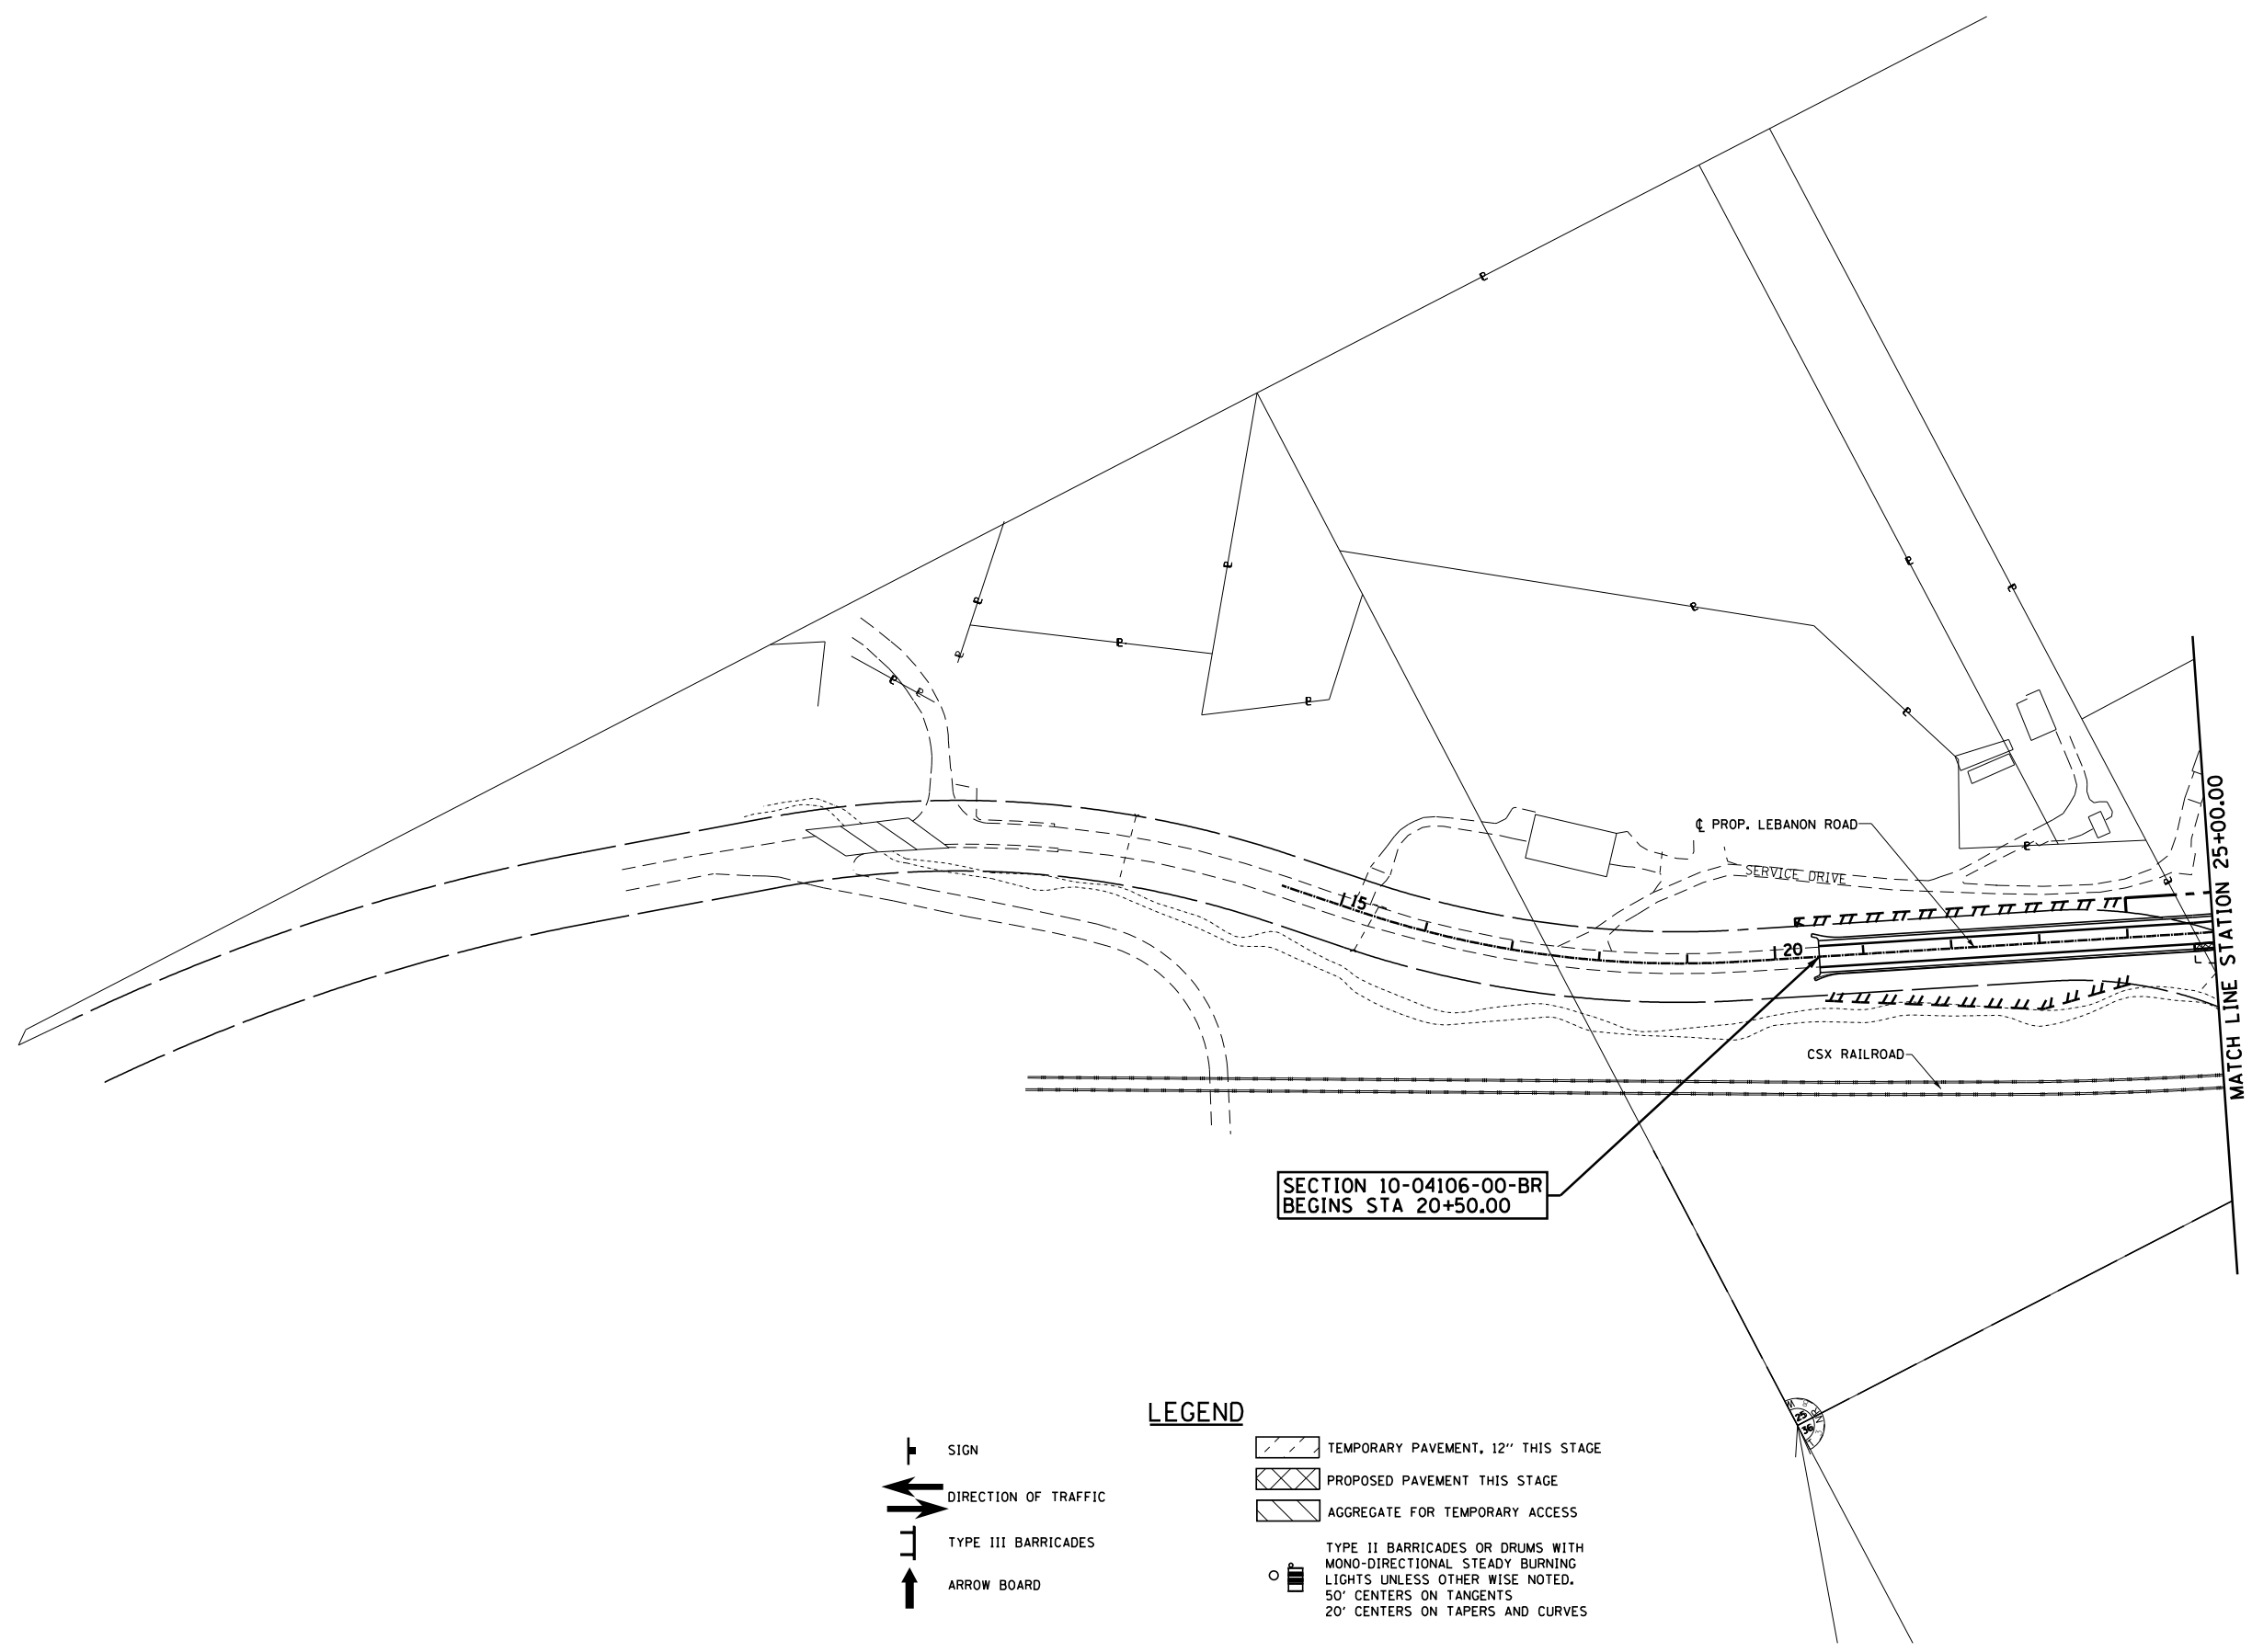 ℄ PROP. LEBANON ROAD
SERVICE DRIVE
15
20
MATCH LINE STATION 25+00.00
CSX RAILROAD
SECTION 10-04106-00-BR
BEGINS STA 20+50.00
25
36
LEGEND
SIGN
DIRECTION OF TRAFFIC
TYPE III BARRICADES
ARROW BOARD
TEMPORARY PAVEMENT, 12'' THIS STAGE
PROPOSED PAVEMENT THIS STAGE
AGGREGATE FOR TEMPORARY ACCESS
TYPE II BARRICADES OR DRUMS WITH
MONO-DIRECTIONAL STEADY BURNING
LIGHTS UNLESS OTHER WISE NOTED.
50' CENTERS ON TANGENTS
20' CENTERS ON TAPERS AND CURVES